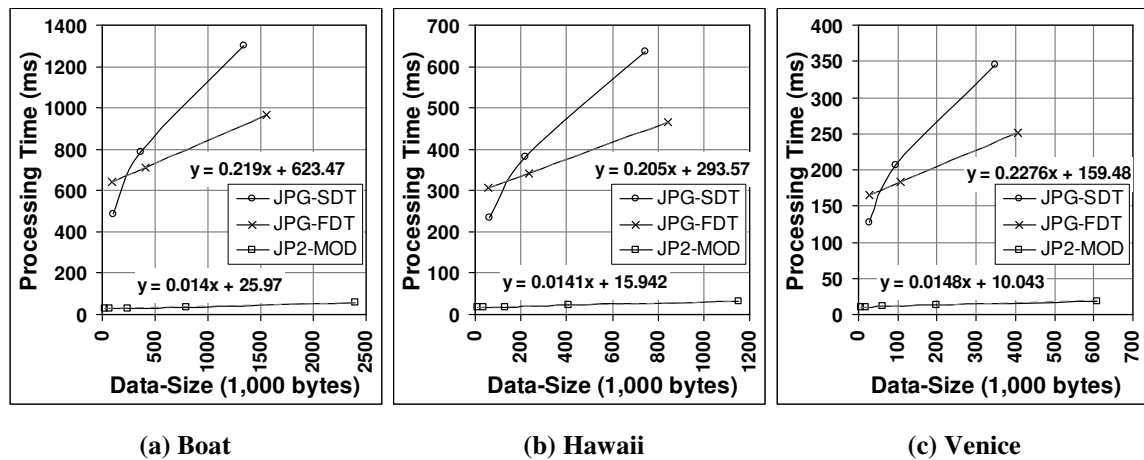 Processing Time (ms)
1400
1200
1000
800
600
400
200
0
y = 0.219x + 623.47
JPG-SDT
JPG-FDT
JP2-MOD
y = 0.014x + 25.97
0
500
1000
1500
2000
2500
Data-Size (1,000 bytes)
(a) Boat
Processing Time (ms)
700
600
500
400
300
200
100
0
y = 0.205x + 293.57
JPG-SDT
JPG-FDT
JP2-MOD
y = 0.0141x + 15.942
0
200
400
600
800
1000
1200
Data-Size (1,000 bytes)
(b) Hawaii
Processing Time (ms)
400
350
300
250
200
150
100
50
0
y = 0.2276x + 159.48
JPG-SDT
JPG-FDT
JP2-MOD
y = 0.0148x + 10.043
0
100
200
300
400
500
600
700
Data-Size (1,000 bytes)
(c) Venice